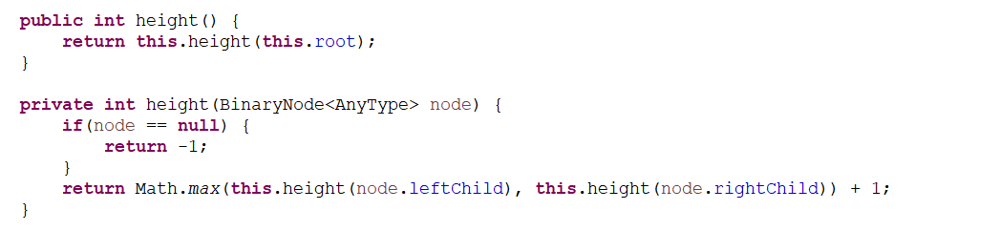 public int height() {
    return this.height(this.root);
}

private int height(BinaryNode<AnyType> node) {
    if(node == null) {
        return -1;
    }
    return Math.max(this.height(node.leftChild), this.height(node.rightChild)) + 1;
}